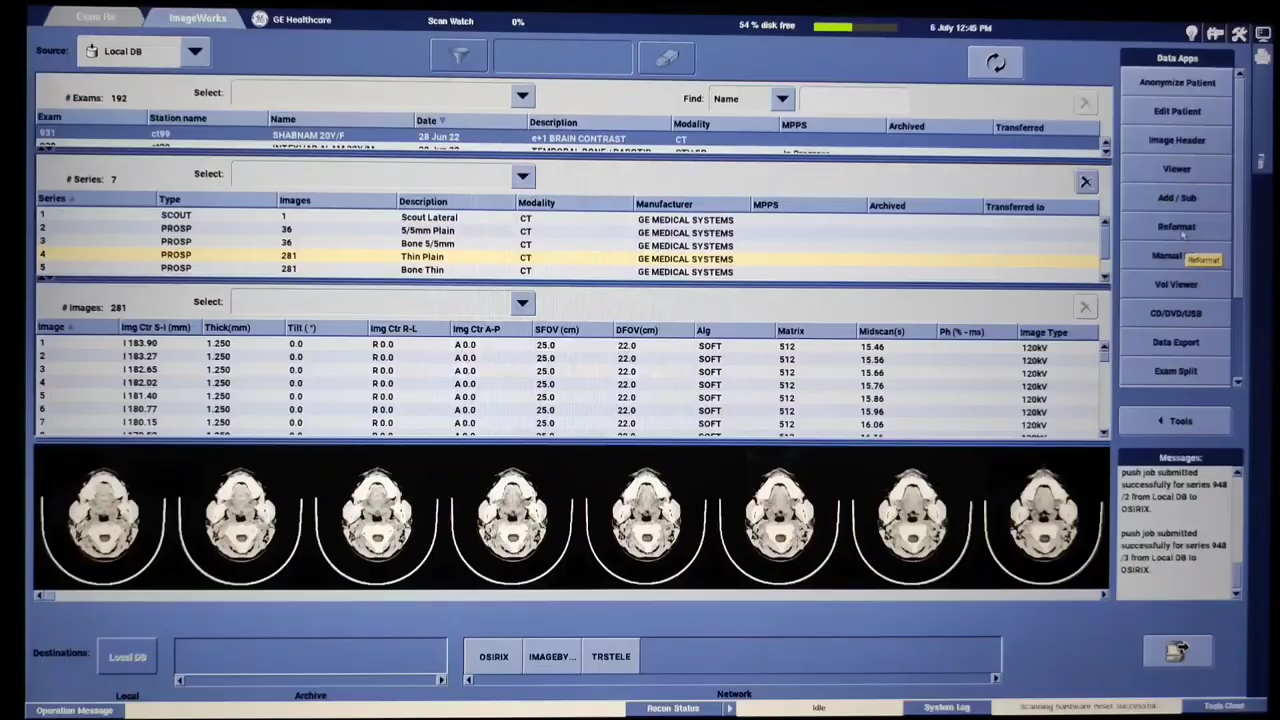 Exam Rx ImageWorks GE Healthcare Scan Watch 0% 54 % disk free 6 July 12:45 PM
Source: Local DB
# Exams: 192 Select: Find: Name
Exam Station name Name Date Description Modality MPPS Archived Transferred
931 ct99 SHABNAM 20Y/F 28 Jun 22 e+1 BRAIN CONTRAST CT
# Series: 7 Select:
Series Type Images Description Modality Manufacturer MPPS Archived Transferred to
1 SCOUT 1 Scout Lateral CT GE MEDICAL SYSTEMS
2 PROSP 36 5/5mm Plain CT GE MEDICAL SYSTEMS
3 PROSP 36 Bone 5/5mm CT GE MEDICAL SYSTEMS
4 PROSP 281 Thin Plain CT GE MEDICAL SYSTEMS
5 PROSP 281 Bone Thin CT GE MEDICAL SYSTEMS
# Images: 281 Select:
Image Img Ctr S-I (mm) Thick(mm) Tilt ( °) Img Ctr R-L Img Ctr A-P SFOV (cm) DFOV(cm) Alg Matrix Midscan(s) Ph (% - ms) Image Type
1 I 183.90 1.250 0.0 R 0.0 A 0.0 25.0 22.0 SOFT 512 15.46 120kV
2 I 183.27 1.250 0.0 R 0.0 A 0.0 25.0 22.0 SOFT 512 15.56 120kV
3 I 182.65 1.250 0.0 R 0.0 A 0.0 25.0 22.0 SOFT 512 15.66 120kV
4 I 182.02 1.250 0.0 R 0.0 A 0.0 25.0 22.0 SOFT 512 15.76 120kV
5 I 181.40 1.250 0.0 R 0.0 A 0.0 25.0 22.0 SOFT 512 15.86 120kV
6 I 180.77 1.250 0.0 R 0.0 A 0.0 25.0 22.0 SOFT 512 15.96 120kV
7 I 180.15 1.250 0.0 R 0.0 A 0.0 25.0 22.0 SOFT 512 16.06 120kV
Destinations: Local DB OSIRIX IMAGEBY... TRSTELE
Local Archive Network
Data Apps
Anonymize Patient
Edit Patient
Image Header
Viewer
Add / Sub
Reformat
Manual Reformat
Vol Viewer
CD/DVD/USB
Data Export
Exam Split
Tools
Messages:
push job submitted
successfully for series 948
/2 from Local DB to
OSIRIX.
push job submitted
successfully for series 948
/3 from Local DB to
OSIRIX.
Operation Message Recon Status Idle System Log Scanning hardware reset successful. Tools Client